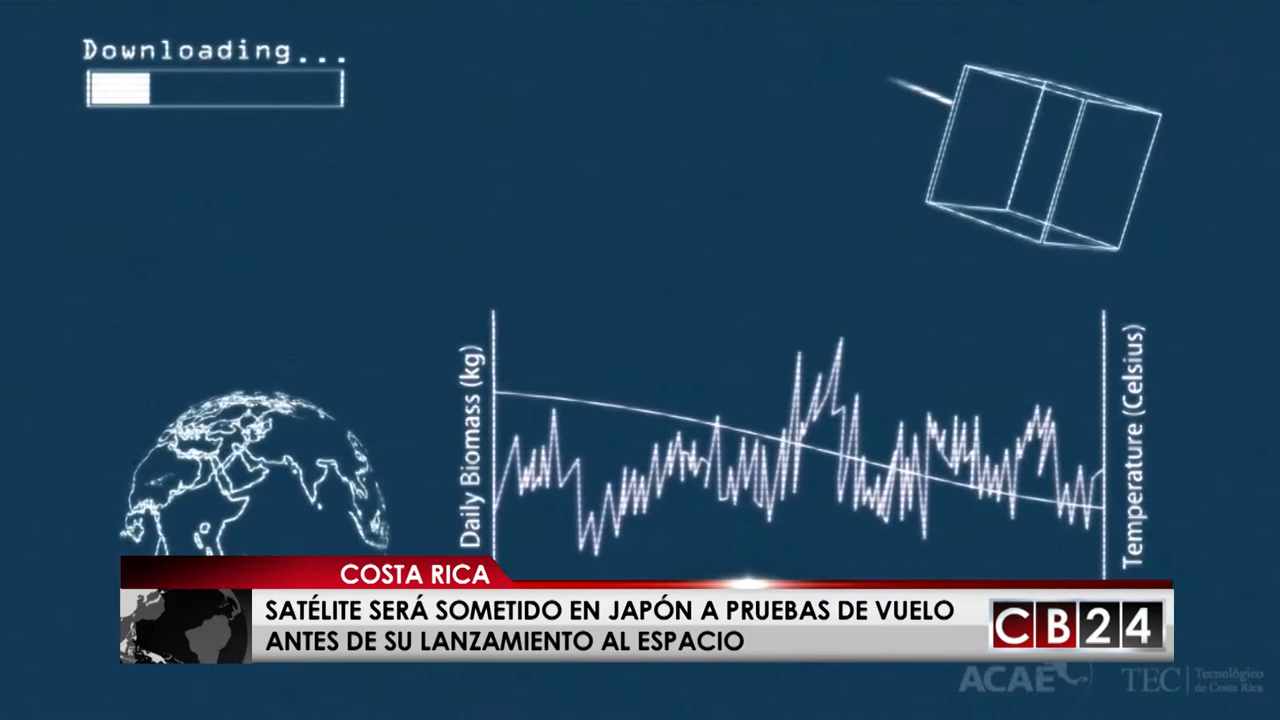 Downloading...
Daily Biomass (kg)
Temperature (Celsius)
COSTA RICA
SATÉLITE SERÁ SOMETIDO EN JAPÓN A PRUEBAS DE VUELO
ANTES DE SU LANZAMIENTO AL ESPACIO
CB24
ACAE
TEC | Tecnológico
de Costa Rica